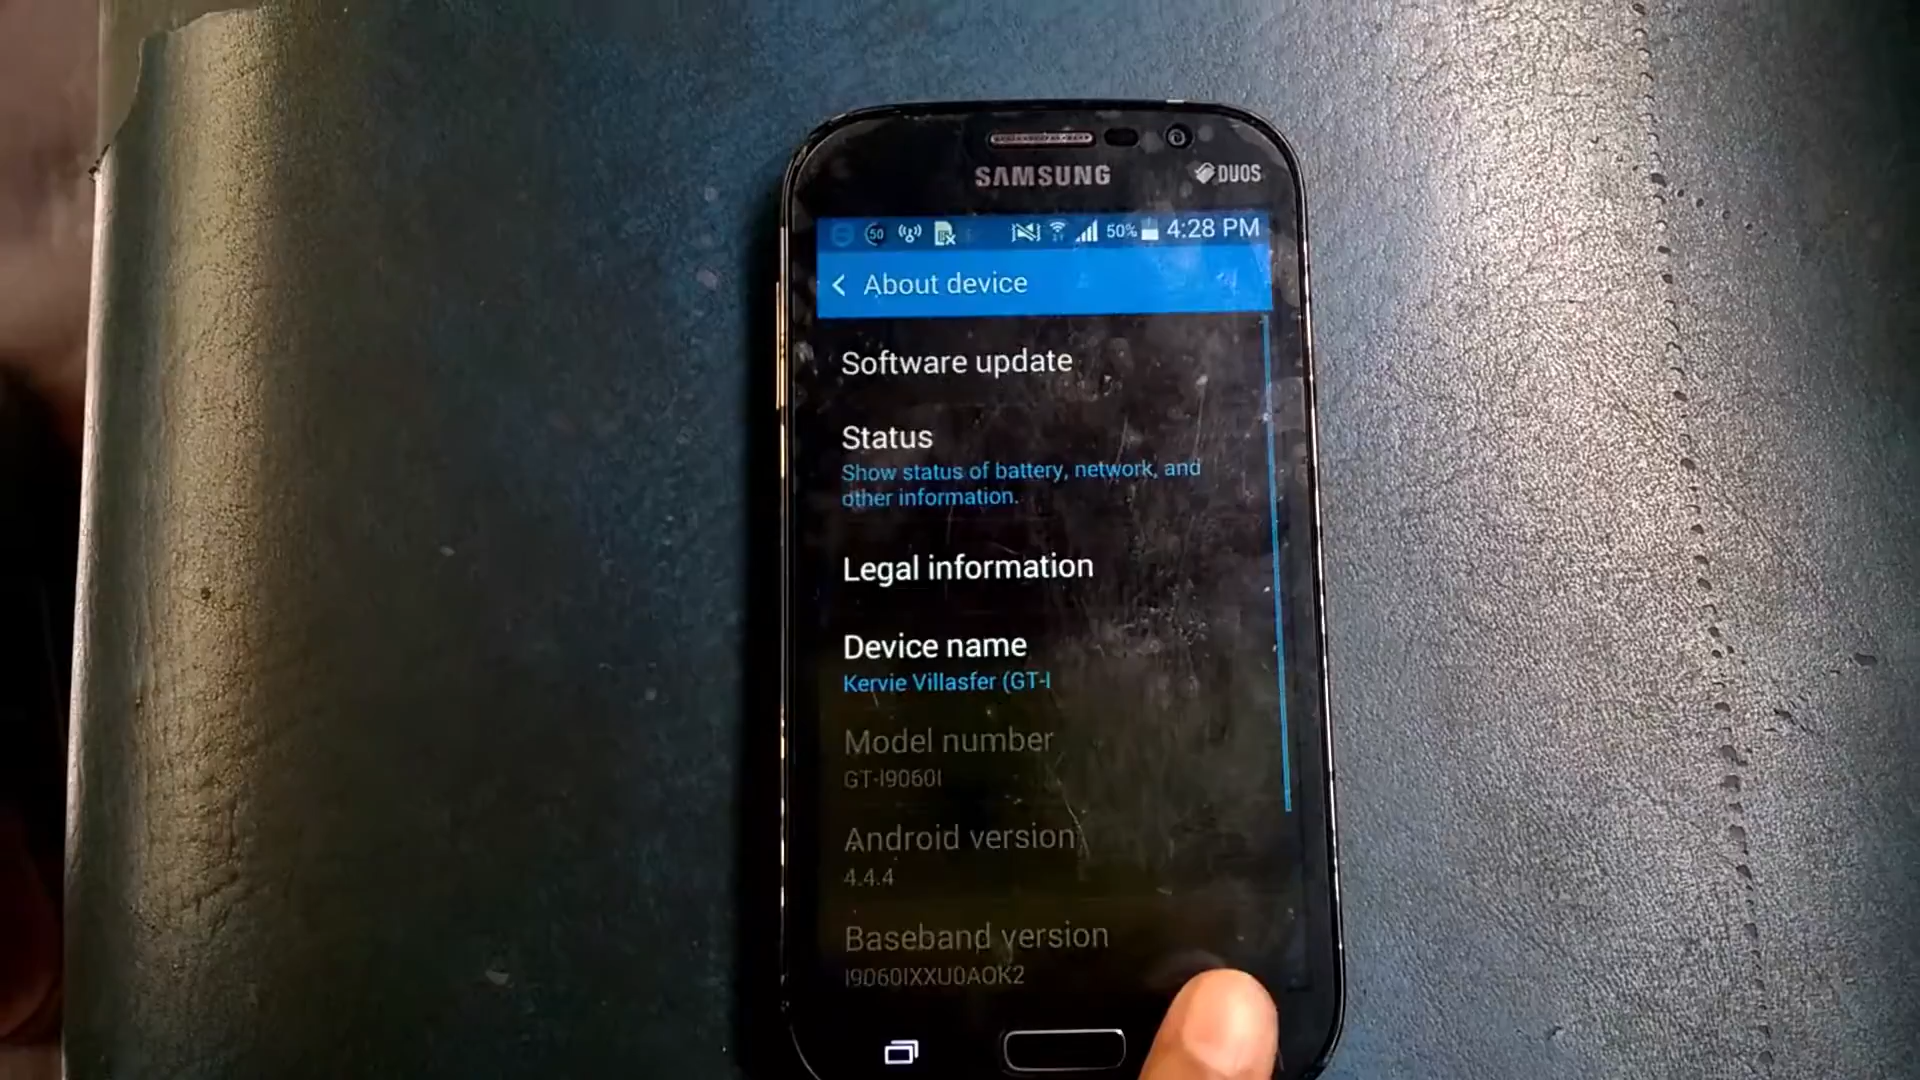 SAMSUNG
DUOS
50 50% 4:28 PM
About device
Software update
Status
Show status of battery, network, and
other information.
Legal information
Device name
Kervie Villasfer (GT-I
Model number
GT-I9060I
Android version
4.4.4
Baseband version
I9060IXXU0AOK2